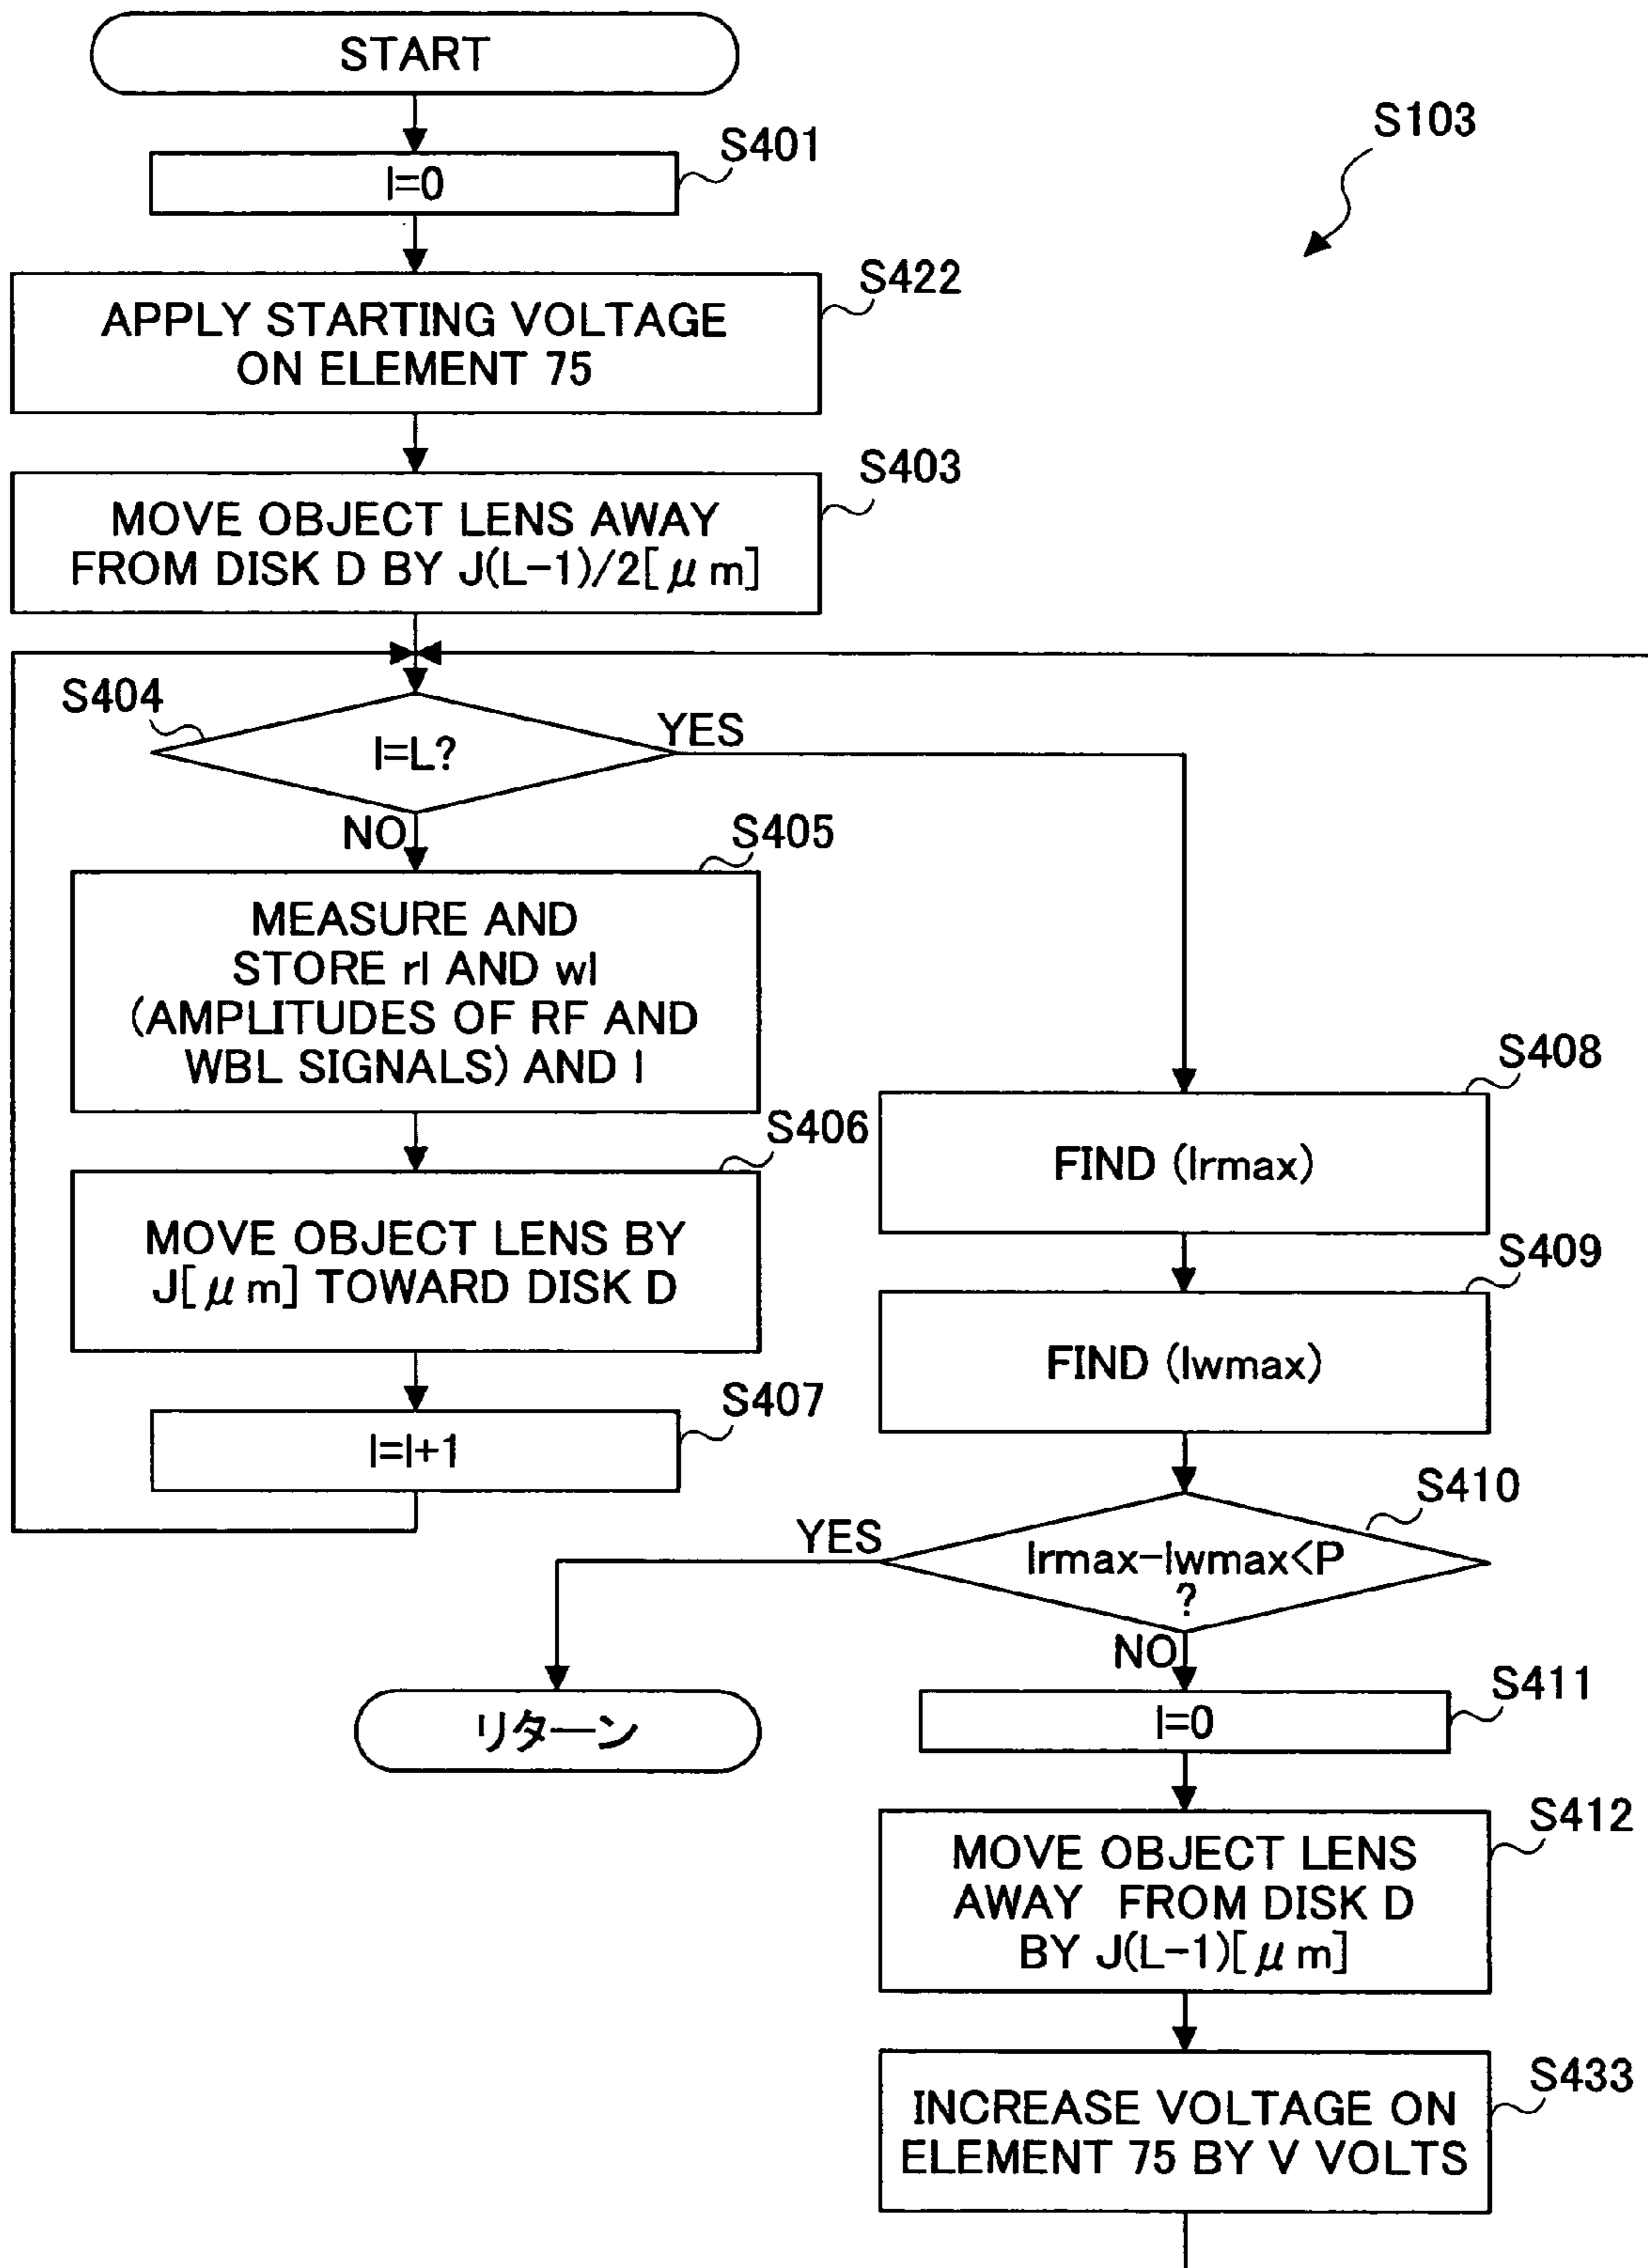 START
S103
S401
I=0
S422
APPLY STARTING VOLTAGE
ON ELEMENT 75
S403
MOVE OBJECT LENS AWAY
FROM DISK D BY J(L-1)/2[μm]
S404
I=L?
YES
NO
S405
MEASURE AND
STORE rI AND wI
(AMPLITUDES OF RF AND
WBL SIGNALS) AND I
S406
MOVE OBJECT LENS BY
J[μm] TOWARD DISK D
S407
I=I+1
S408
FIND (Irmax)
S409
FIND (Iwmax)
S410
Irmax-Iwmax<P
?
YES
NO
リターン
S411
I=0
S412
MOVE OBJECT LENS
AWAY FROM DISK D
BY J(L-1)[μm]
S433
INCREASE VOLTAGE ON
ELEMENT 75 BY V VOLTS